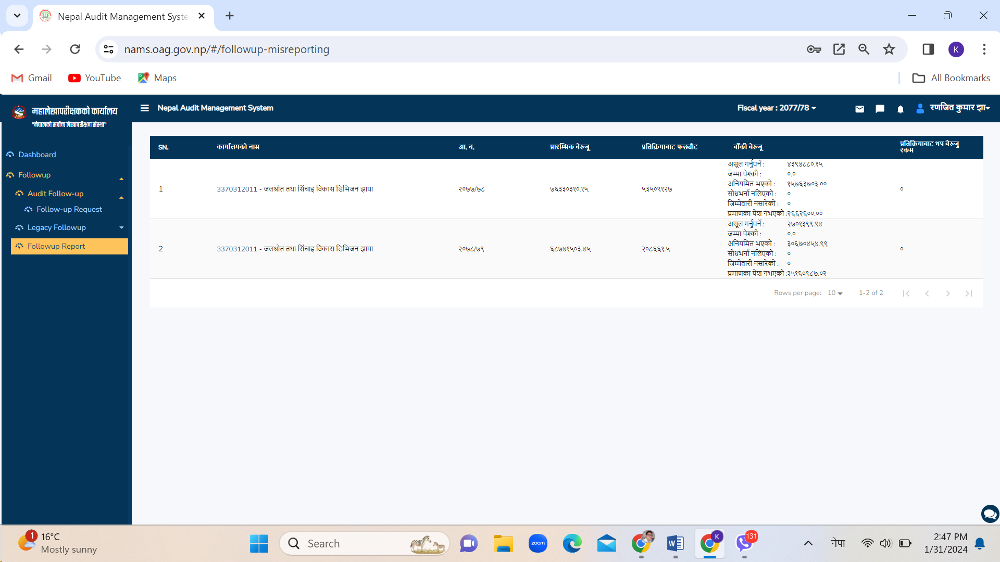 Nepal Audit Management Syste
nams.oag.gov.np/#/followup-misreporting
K
Gmail
YouTube
Maps
All Bookmarks
महालेखापरीक्षकको कार्यालय
"नेपालको सर्वोच्च लेखापरीक्षण संस्था"
Nepal Audit Management System
Fiscal year : 2077/78
रणजित कुमार झा
Dashboard
Followup
Audit Follow-up
Follow-up Request
Legacy Followup
Followup Report
SN. कार्यालयको नाम आ. ब. प्रारम्भिक बेरुजू प्रतिक्रियाबाट फछ्यौट बाँकी बेरुजू प्रतिक्रियाबाट थप बेरुजु
रकम
असूल गर्नुपर्ने : ४३९४८८०.१५
जम्मा पेश्की : ०.०
अनियमित भएको : १५७६३७०३.००
1 3370312011 - जलश्रोत तथा सिंचाइ विकास डिभिजन झापा २०७७/७८ ७६३३०३१०.१५ ५३५०९१२७ ०
सोधभर्ना नलिएको : ०
जिम्मेवारी नसारेको : ०
प्रमाणका पेश नभएको :२६६२६००.००
असूल गर्नुपर्ने : २७०१३९९.९४
जम्मा पेश्की : ०.०
अनियमित भएको : ३०६७०४५४.९९
2 3370312011 - जलश्रोत तथा सिंचाइ विकास डिभिजन झापा २०७८/७९ ६८७४१५०३.४५ २०८६६१.५ ०
सोधभर्ना नलिएको : ०
जिम्मेवारी नसारेको : ०
प्रमाणका पेश नभएको :३५१६०९८७.०२
Rows per page: 10 1-2 of 2
1
16°C
Mostly sunny
Search
zoom
K
131
नेपा
2:47 PM
1/31/2024